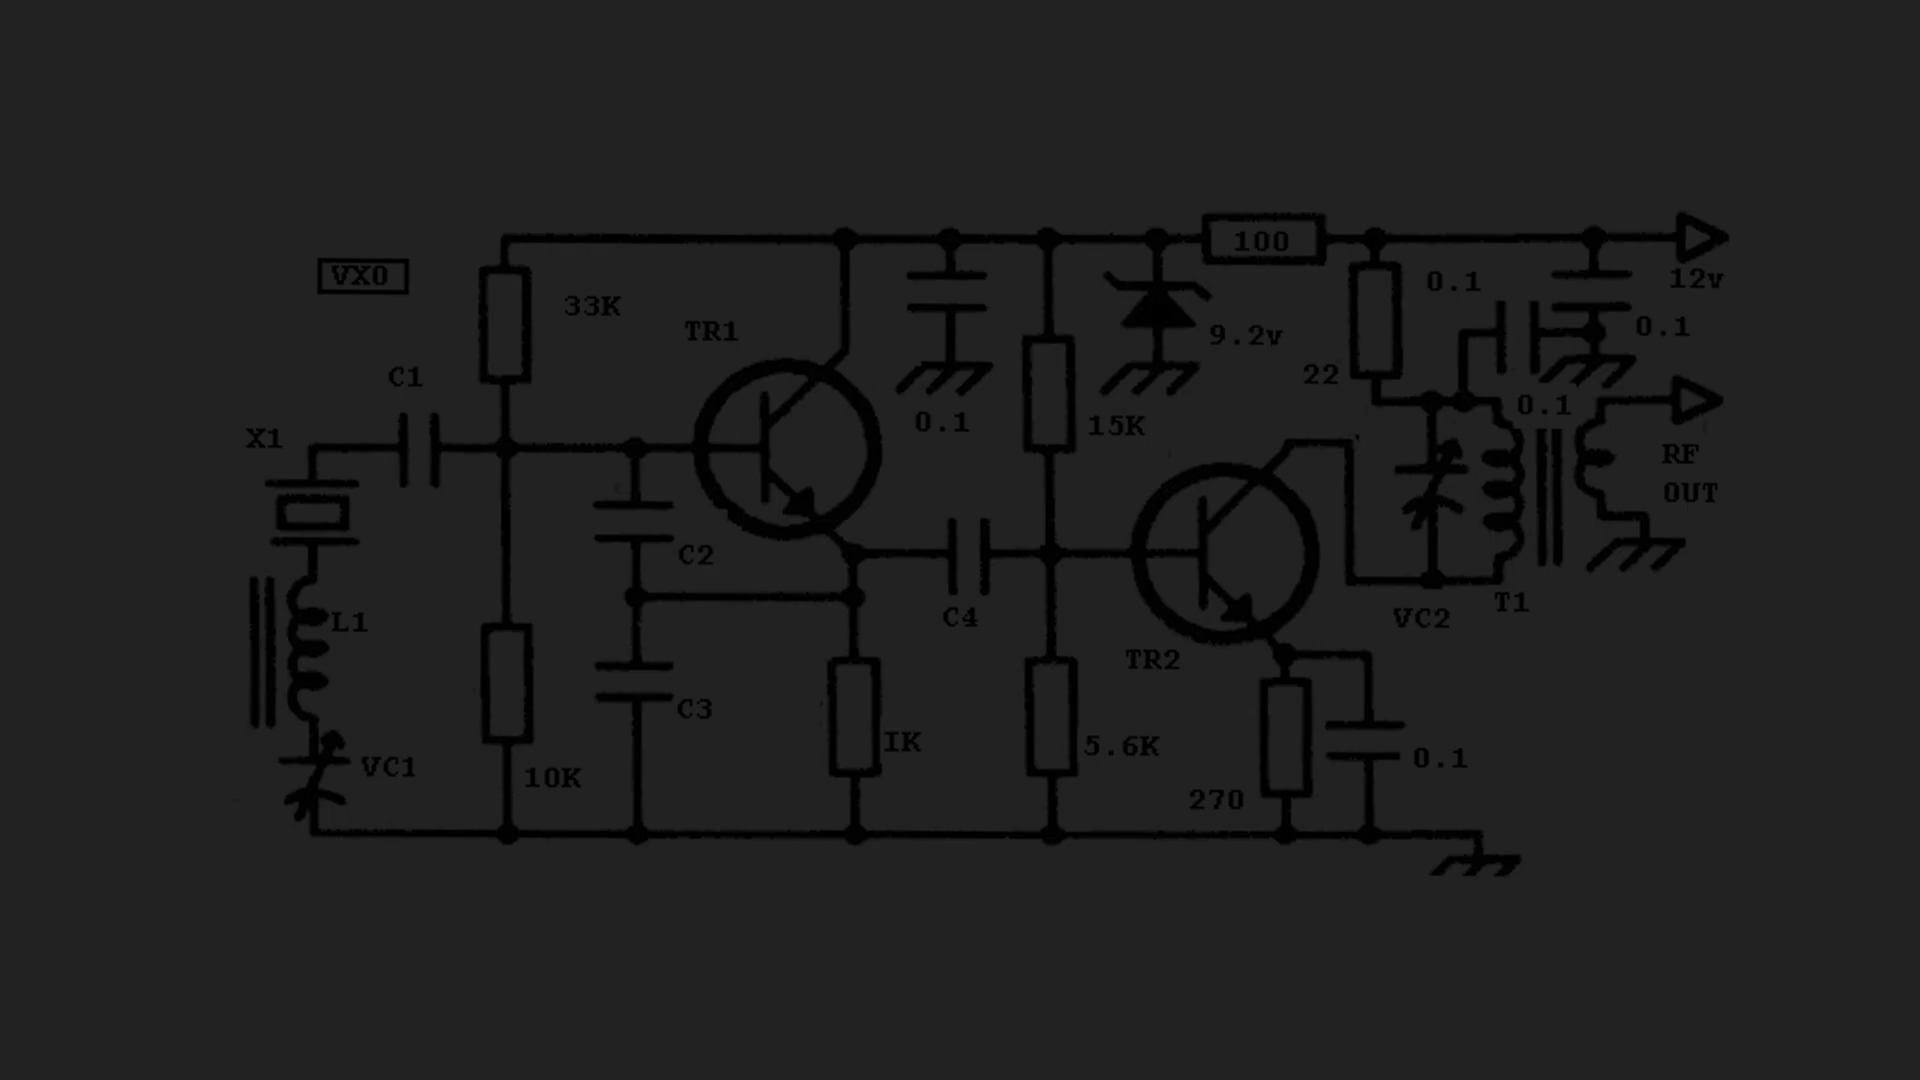 VX0
33K
TR1
C1
X1
L1
VC1
10K
C2
C3
IK
0.1
C4
15K
9.2v
100
5.6K
TR2
270
0.1
22
0.1
0.1
12v
0.1
RF
OUT
VC2
T1